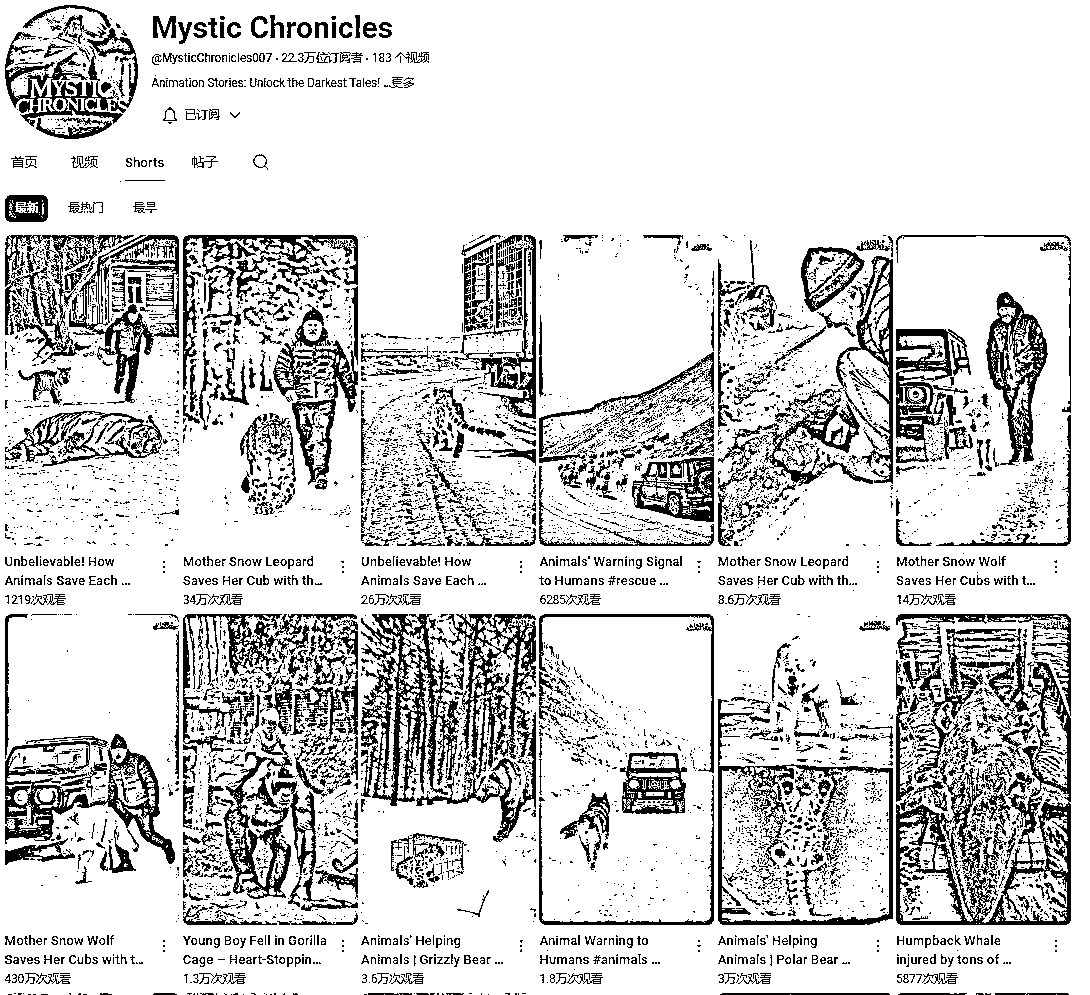 Mystic Chronicles
@MysticChronicles007 · 22.3万位订阅者 · 183 个视频
Animation Stories: Unlock the Darkest Tales! ...更多
MYSTIC
CHRONICLES
已订阅
首页 视频 Shorts 帖子
最新 最热门 最早
Unbelievable! How
Animals Save Each ...
1219次观看
Mother Snow Leopard
Saves Her Cub with th...
34万次观看
Unbelievable! How
Animals Save Each ...
26万次观看
Animals' Warning Signal
to Humans #rescue ...
6285次观看
Mother Snow Leopard
Saves Her Cub with th...
8.6万次观看
Mother Snow Wolf
Saves Her Cubs with t...
14万次观看
Mother Snow Wolf
Saves Her Cubs with t...
430万次观看
Young Boy Fell in Gorilla
Cage – Heart-Stoppin...
1.3万次观看
Animals' Helping
Animals | Grizzly Bear ...
3.6万次观看
Animal Warning to
Humans #animals ...
1.8万次观看
Animals' Helping
Animals | Polar Bear ...
3万次观看
Humpback Whale
injured by tons of ...
5877次观看